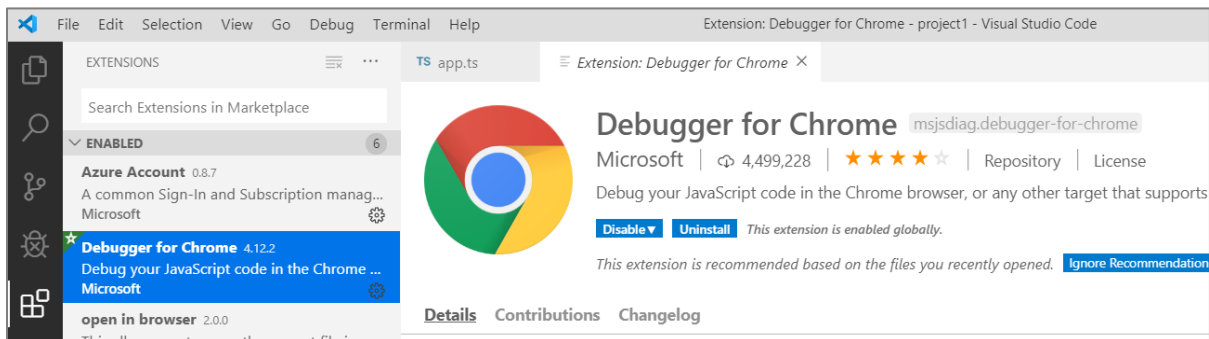 File Edit Selection View Go Debug Terminal Help Extension: Debugger for Chrome - project1 - Visual Studio Code
EXTENSIONS
Search Extensions in Marketplace
ENABLED 6
Azure Account 0.8.7
A common Sign-In and Subscription manag...
Microsoft
Debugger for Chrome 4.12.2
Debug your JavaScript code in the Chrome ...
Microsoft
open in browser 2.0.0
TS app.ts Extension: Debugger for Chrome
Debugger for Chrome msjsdiag.debugger-for-chrome
Microsoft 4,499,228 Repository License
Debug your JavaScript code in the Chrome browser, or any other target that supports
Disable Uninstall This extension is enabled globally.
This extension is recommended based on the files you recently opened. Ignore Recommendation
Details Contributions Changelog